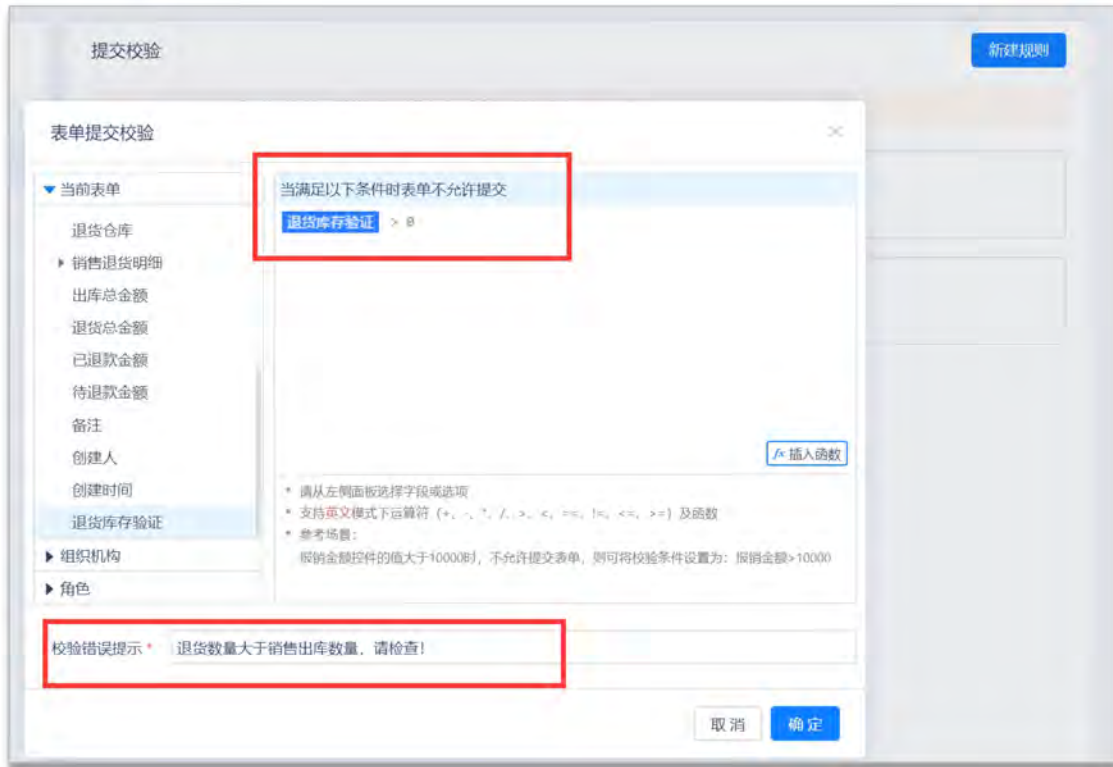 提交校验
新建规则
表单提交校验
当前表单
退货仓库
销售退货明细
出库总金额
退货总金额
已退款金额
待退款金额
备注
创建人
创建时间
退货库存验证
组织机构
角色
当满足以下条件时表单不允许提交
退货库存验证 > 0
fx 插入函数
* 请从左侧面板选择字段或选项
* 支持英文模式下运算符 (+、-、*、/、>、<、==、!=、<=、>=) 及函数
* 参考场景：
报销金额控件的值大于10000时，不允许提交表单，则可将校验条件设置为：报销金额>10000
校验错误提示 * 退货数量大于销售出库数量，请检查!
取消 确定